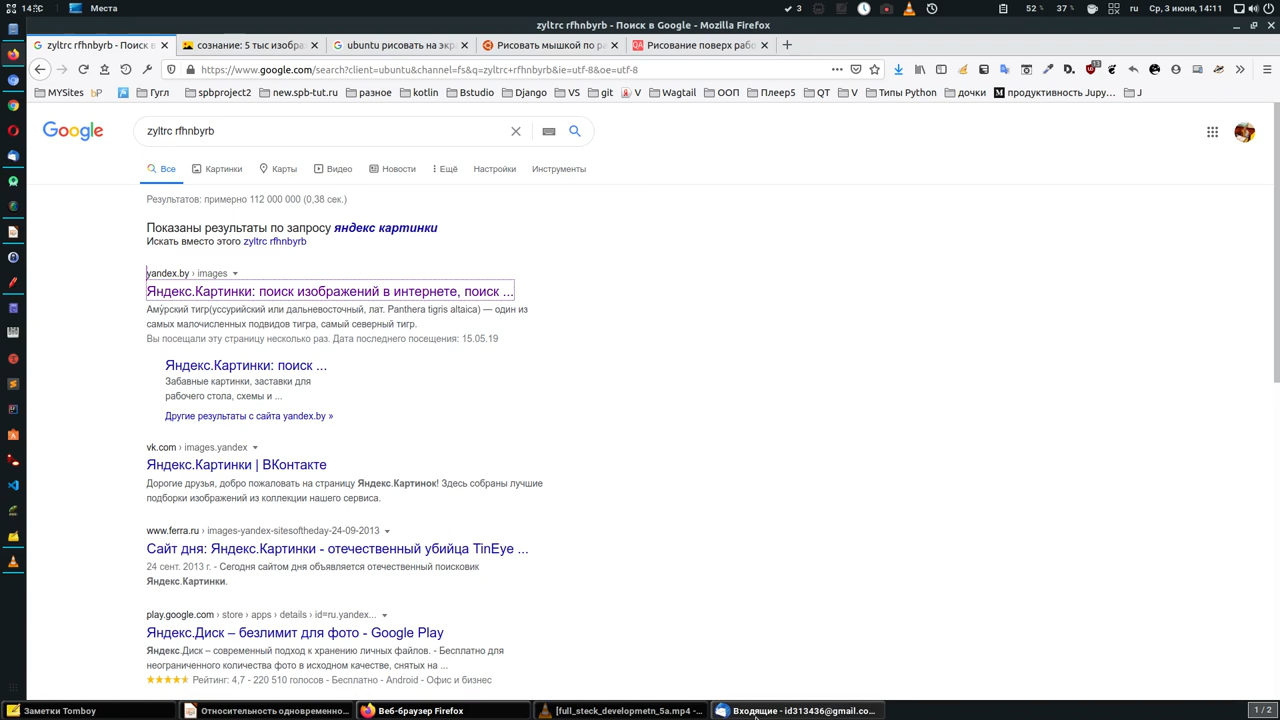 Места
3
52 %
37 %
ru
Ср, 3 июня, 14:11
zyltrc rfhnbyrb - Поиск в Google - Mozilla Firefox
zyltrc rfhnbyrb - Поиск в
сознание: 5 тыс изобра
ubuntu рисовать на экр
Рисовать мышкой по ра
Рисование поверх рабо
https://www.google.com/search?client=ubuntu&channel=fs&q=zyltrc+rfhnbyrb&ie=utf-8&oe=utf-8
MYSites
Гугл
spbproject2
new.spb-tut.ru
разное
kotlin
Bstudio
Django
VS
git
V
Wagtail
ООП
Плеер5
QT
V
Типы Python
дочки
продуктивность Jupy…
J
Google
zyltrc rfhnbyrb
Все
Картинки
Карты
Видео
Новости
Ещё
Настройки
Инструменты
Результатов: примерно 112 000 000 (0,38 сек.)
Показаны результаты по запросу яндекс картинки
Искать вместо этого zyltrc rfhnbyrb
yandex.by › images
Яндекс.Картинки: поиск изображений в интернете, поиск ...
Аму́рский тигр(уссурийский или дальневосточный, лат. Panthera tigris altaica) — один из
самых малочисленных подвидов тигра, самый северный тигр.
Вы посещали эту страницу несколько раз. Дата последнего посещения: 15.05.19
Яндекс.Картинки: поиск ...
Забавные картинки, заставки для
рабочего стола, схемы и ...
Другие результаты с сайта yandex.by »
vk.com › images.yandex
Яндекс.Картинки | ВКонтакте
Дорогие друзья, добро пожаловать на страницу Яндекс.Картинок! Здесь собраны лучшие
подборки изображений из коллекции нашего сервиса.
www.ferra.ru › images-yandex-sitesoftheday-24-09-2013
Сайт дня: Яндекс.Картинки - отечественный убийца TinEye ...
24 сент. 2013 г. - Сегодня сайтом дня объявляется отечественный поисковик
Яндекс.Картинки.
play.google.com › store › apps › details › id=ru.yandex...
Яндекс.Диск – безлимит для фото - Google Play
Яндекс.Диск – современный подход к хранению личных файлов. - Бесплатно для
неограниченного количества фото в исходном качестве, снятых на ...
Рейтинг: 4,7 - 220 510 голосов - Бесплатно - Android - Офис и бизнес
Заметки Tomboy
Относительность одновременно…
Веб-браузер Firefox
[full_steck_developmetn_5a.mp4 -…
Входящие - id313436@gmail.co…
1 / 2